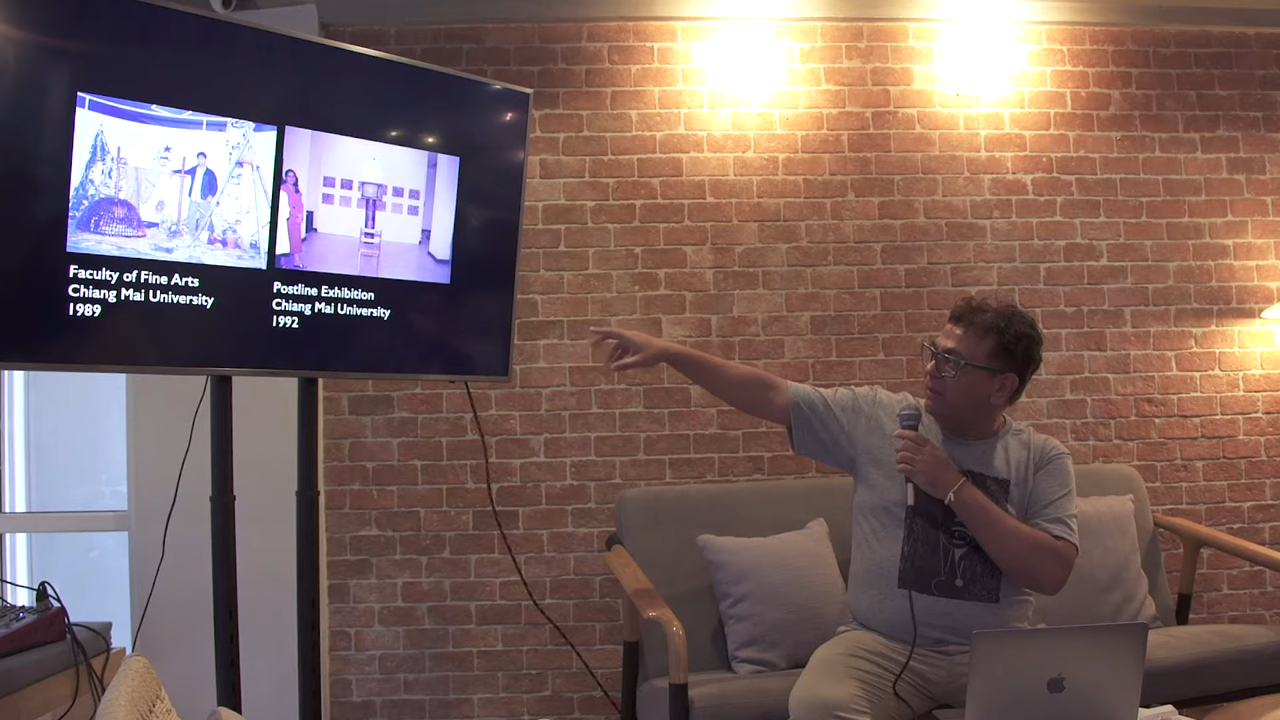 Faculty of Fine Arts
Chiang Mai University
1989
Postline Exhibition
Chiang Mai University
1992